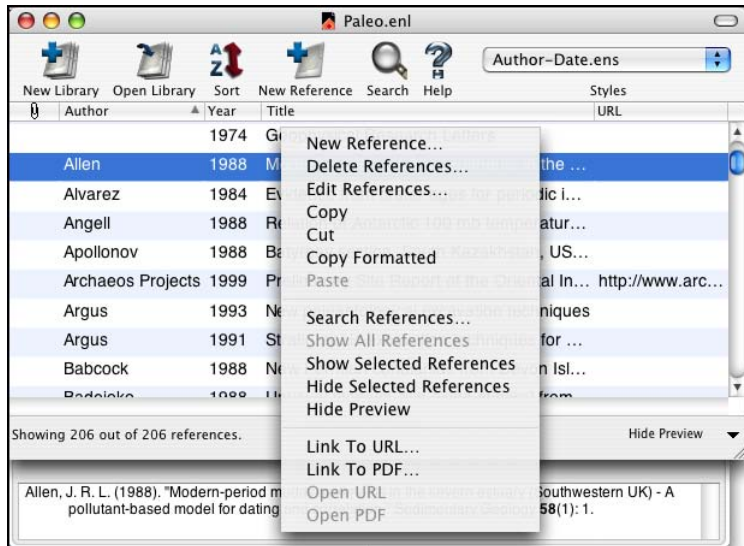 Paleo.enl
New Library Open Library Sort New Reference Search Help Author-Date.ens Styles
Author Year Title URL
1974
Allen 1988 the ...
Alvarez 1984 dic i...
Angell 1988 temperatur...
Apollonov 1988 , US...
Archaeos Projects 1999 al In... http://www.arc...
Argus 1993 techniques
Argus 1991 for ...
Babcock 1988 Isl...
1988
New Reference...
Delete References...
Edit References...
Copy
Cut
Copy Formatted
Paste
Search References...
Show All References
Show Selected References
Hide Selected References
Hide Preview
Link To URL...
Link To PDF...
Open URL
Open PDF
Showing 206 out of 206 references. Hide Preview
Allen, J. R. L. (1988). "Modern-period (Southwestern UK) - A
pollutant-based model for dating 58(1): 1.